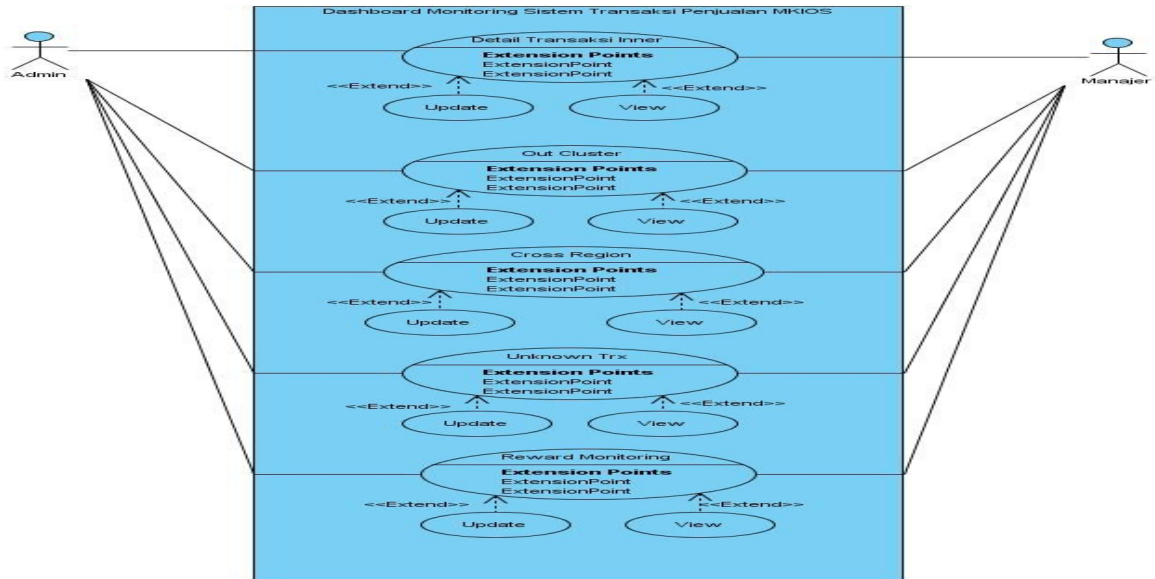 Dashboard Monitoring Sistem Transaksi Penjualan MKIOS
Admin
Manajer
Detail Transaksi Inner
Extension Points
ExtensionPoint
ExtensionPoint
<<Extend>>
<<Extend>>
Update
View
Out Cluster
Extension Points
ExtensionPoint
ExtensionPoint
<<Extend>>
<<Extend>>
Update
View
Cross Region
Extension Points
ExtensionPoint
ExtensionPoint
<<Extend>>
<<Extend>>
Update
View
Unknown Trx
Extension Points
ExtensionPoint
ExtensionPoint
<<Extend>>
<<Extend>>
Update
View
Reward Monitoring
Extension Points
ExtensionPoint
ExtensionPoint
<<Extend>>
<<Extend>>
Update
View